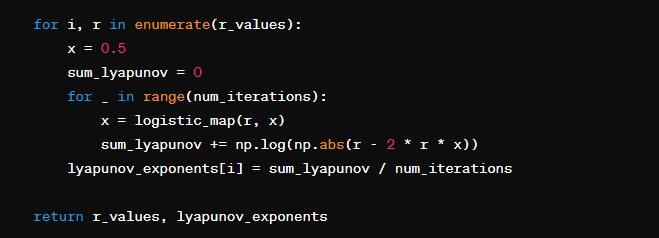 for i, r in enumerate(r_values):
    x = 0.5
    sum_lyapunov = 0
    for _ in range(num_iterations):
        x = logistic_map(r, x)
        sum_lyapunov += np.log(np.abs(r - 2 * r * x))
    lyapunov_exponents[i] = sum_lyapunov / num_iterations

return r_values, lyapunov_exponents